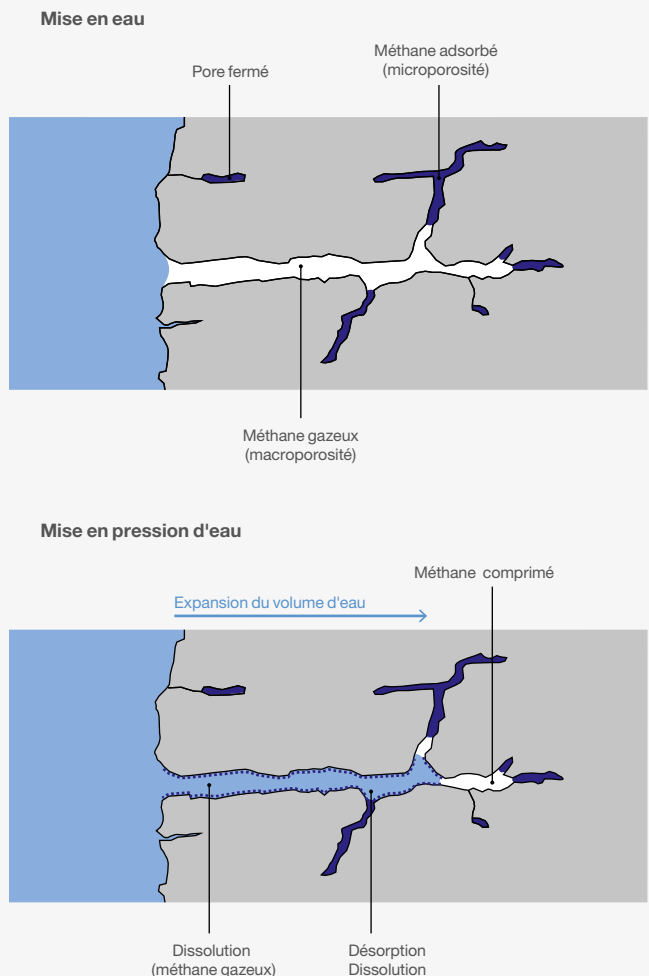 Mise en eau
Méthane adsorbé
(microporosité)
Pore fermé
Méthane gazeux
(macroporosité)
Mise en pression d'eau
Méthane comprimé
Expansion du volume d'eau
Dissolution
(méthane gazeux)
Désorption
Dissolution